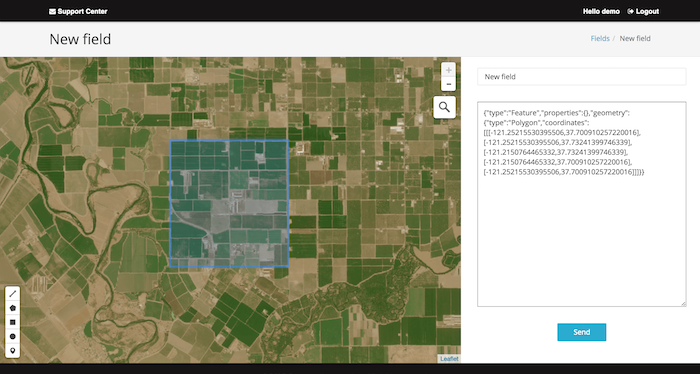 Support Center
Hello demo Logout
New field
Fields / New field
+
-
New field
{"type":"Feature","properties":{},"geometry":
{"type":"Polygon","coordinates":
[[[-121.25215530395506,37.700910257220016],
[-121.25215530395506,37.73241399746339],
[-121.2150764465332,37.73241399746339],
[-121.2150764465332,37.700910257220016],
[-121.25215530395506,37.700910257220016]]]}}
Send
Leaflet